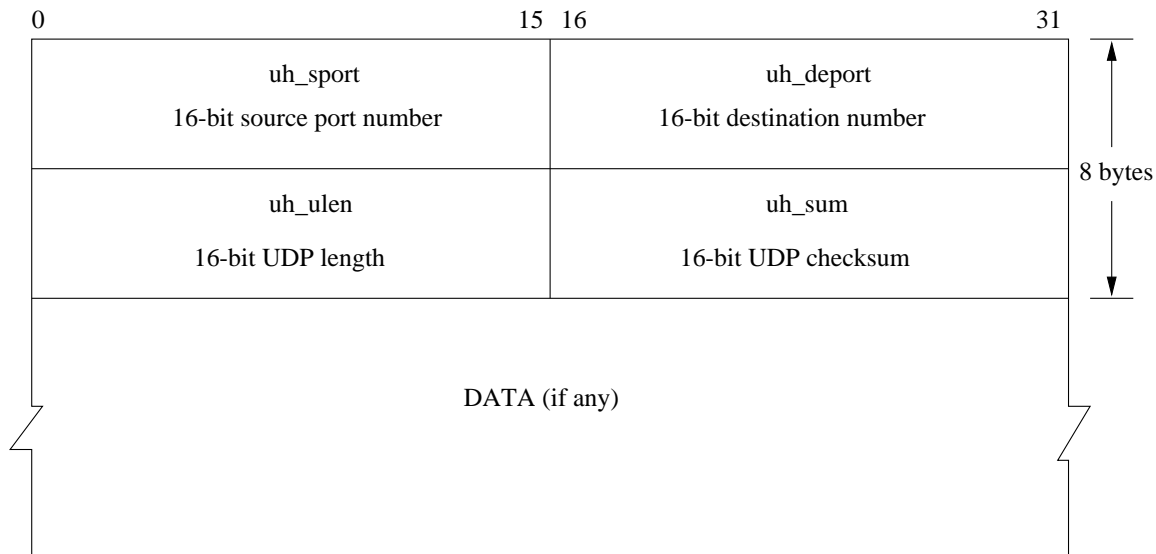 0 15 16 31
uh_sport uh_deport
16-bit source port number 16-bit destination number
8 bytes
uh_ulen uh_sum
16-bit UDP length 16-bit UDP checksum
DATA (if any)